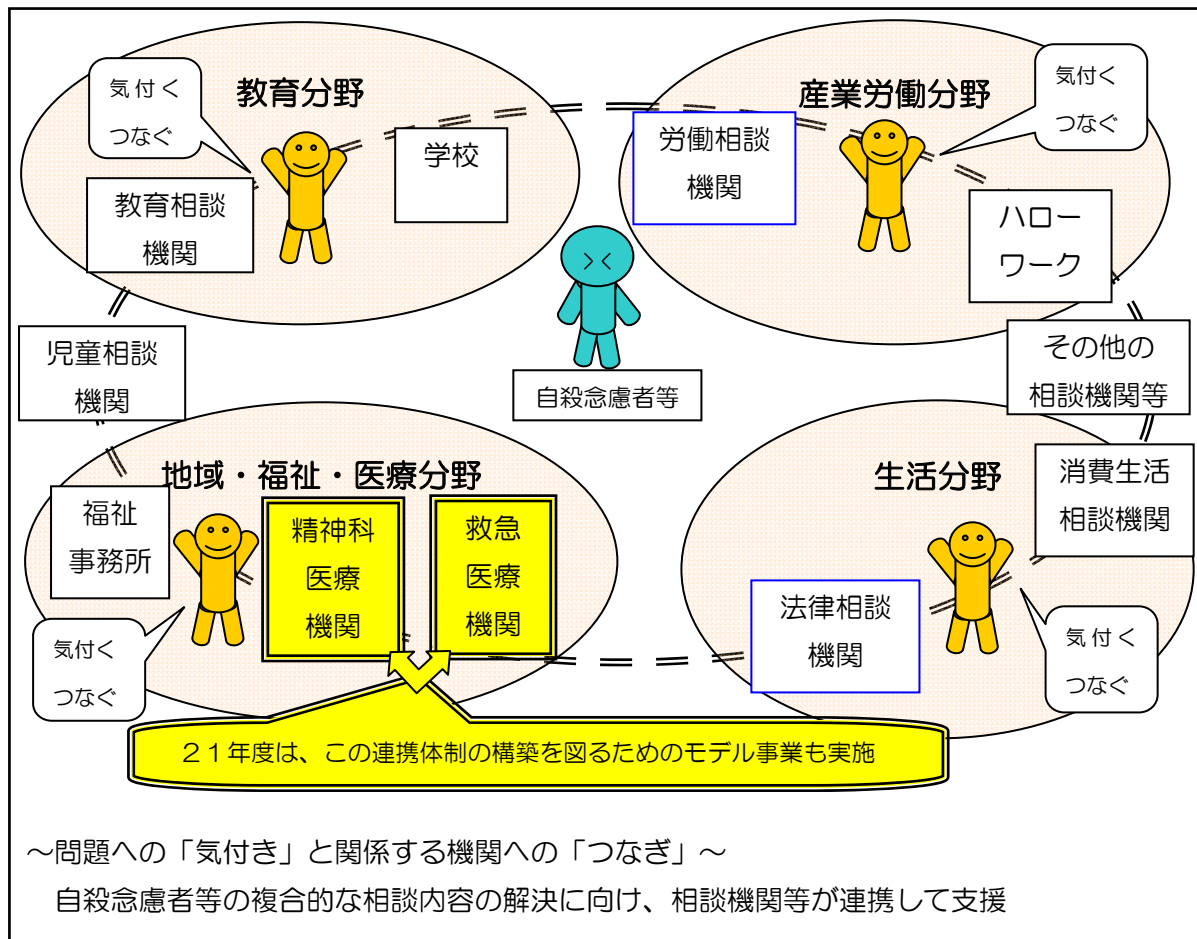 教育分野
気付く
つなぐ
学校
教育相談
機関
産業労働分野
気付く
つなぐ
労働相談
機関
ハロー
ワーク
児童相談
機関
自殺念慮者等
その他の
相談機関等
地域・福祉・医療分野
福祉
事務所
精神科
医療
機関
救急
医療
機関
気付く
つなぐ
生活分野
消費生活
相談機関
法律相談
機関
気付く
つなぐ
２１年度は、この連携体制の構築を図るためのモデル事業も実施
～問題への「気付き」と関係する機関への「つなぎ」～
自殺念慮者等の複合的な相談内容の解決に向け、相談機関等が連携して支援